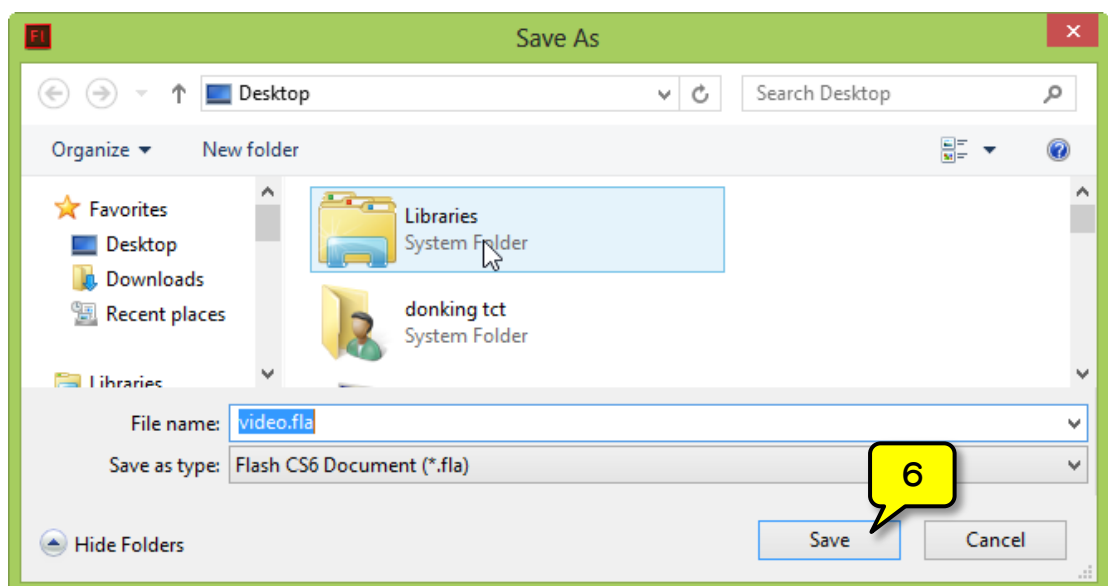 Fl
Save As
Desktop
Search Desktop
Organize
New folder
Favorites
Desktop
Downloads
Recent places
Libraries
Libraries
System Folder
donking tct
System Folder
File name: video.fla
Save as type: Flash CS6 Document (*.fla)
6
Hide Folders
Save
Cancel